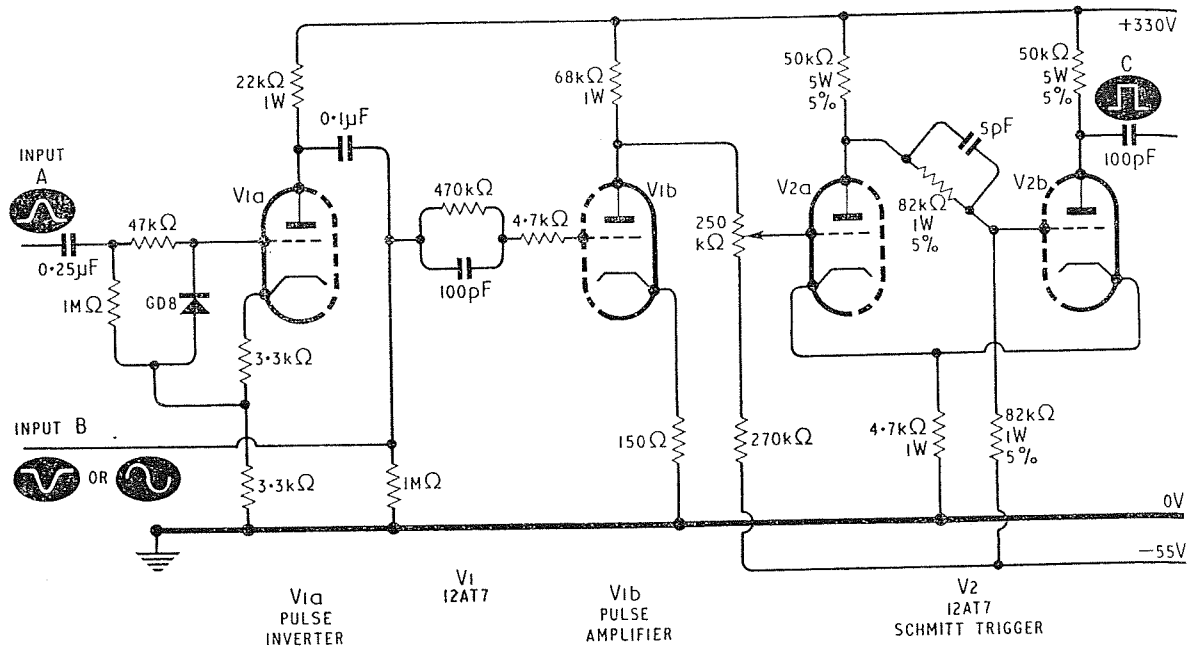 +330V
22kΩ
1W
68kΩ
1W
50kΩ
5W
5%
50kΩ
5W
5%
C
0·1µF
5pF
100pF
INPUT
A
V1a
470kΩ
V1b
V2a
V2b
47kΩ
4·7kΩ
250
kΩ
82kΩ
1W
5%
0·25µF
1MΩ
GD8
100pF
3·3kΩ
INPUT B
OR
3·3kΩ
1MΩ
150Ω
270kΩ
4·7kΩ
1W
82kΩ
1W
5%
0V
—55V
V1a
PULSE
INVERTER
V1
12AT7
V1b
PULSE
AMPLIFIER
V2
12AT7
SCHMITT TRIGGER